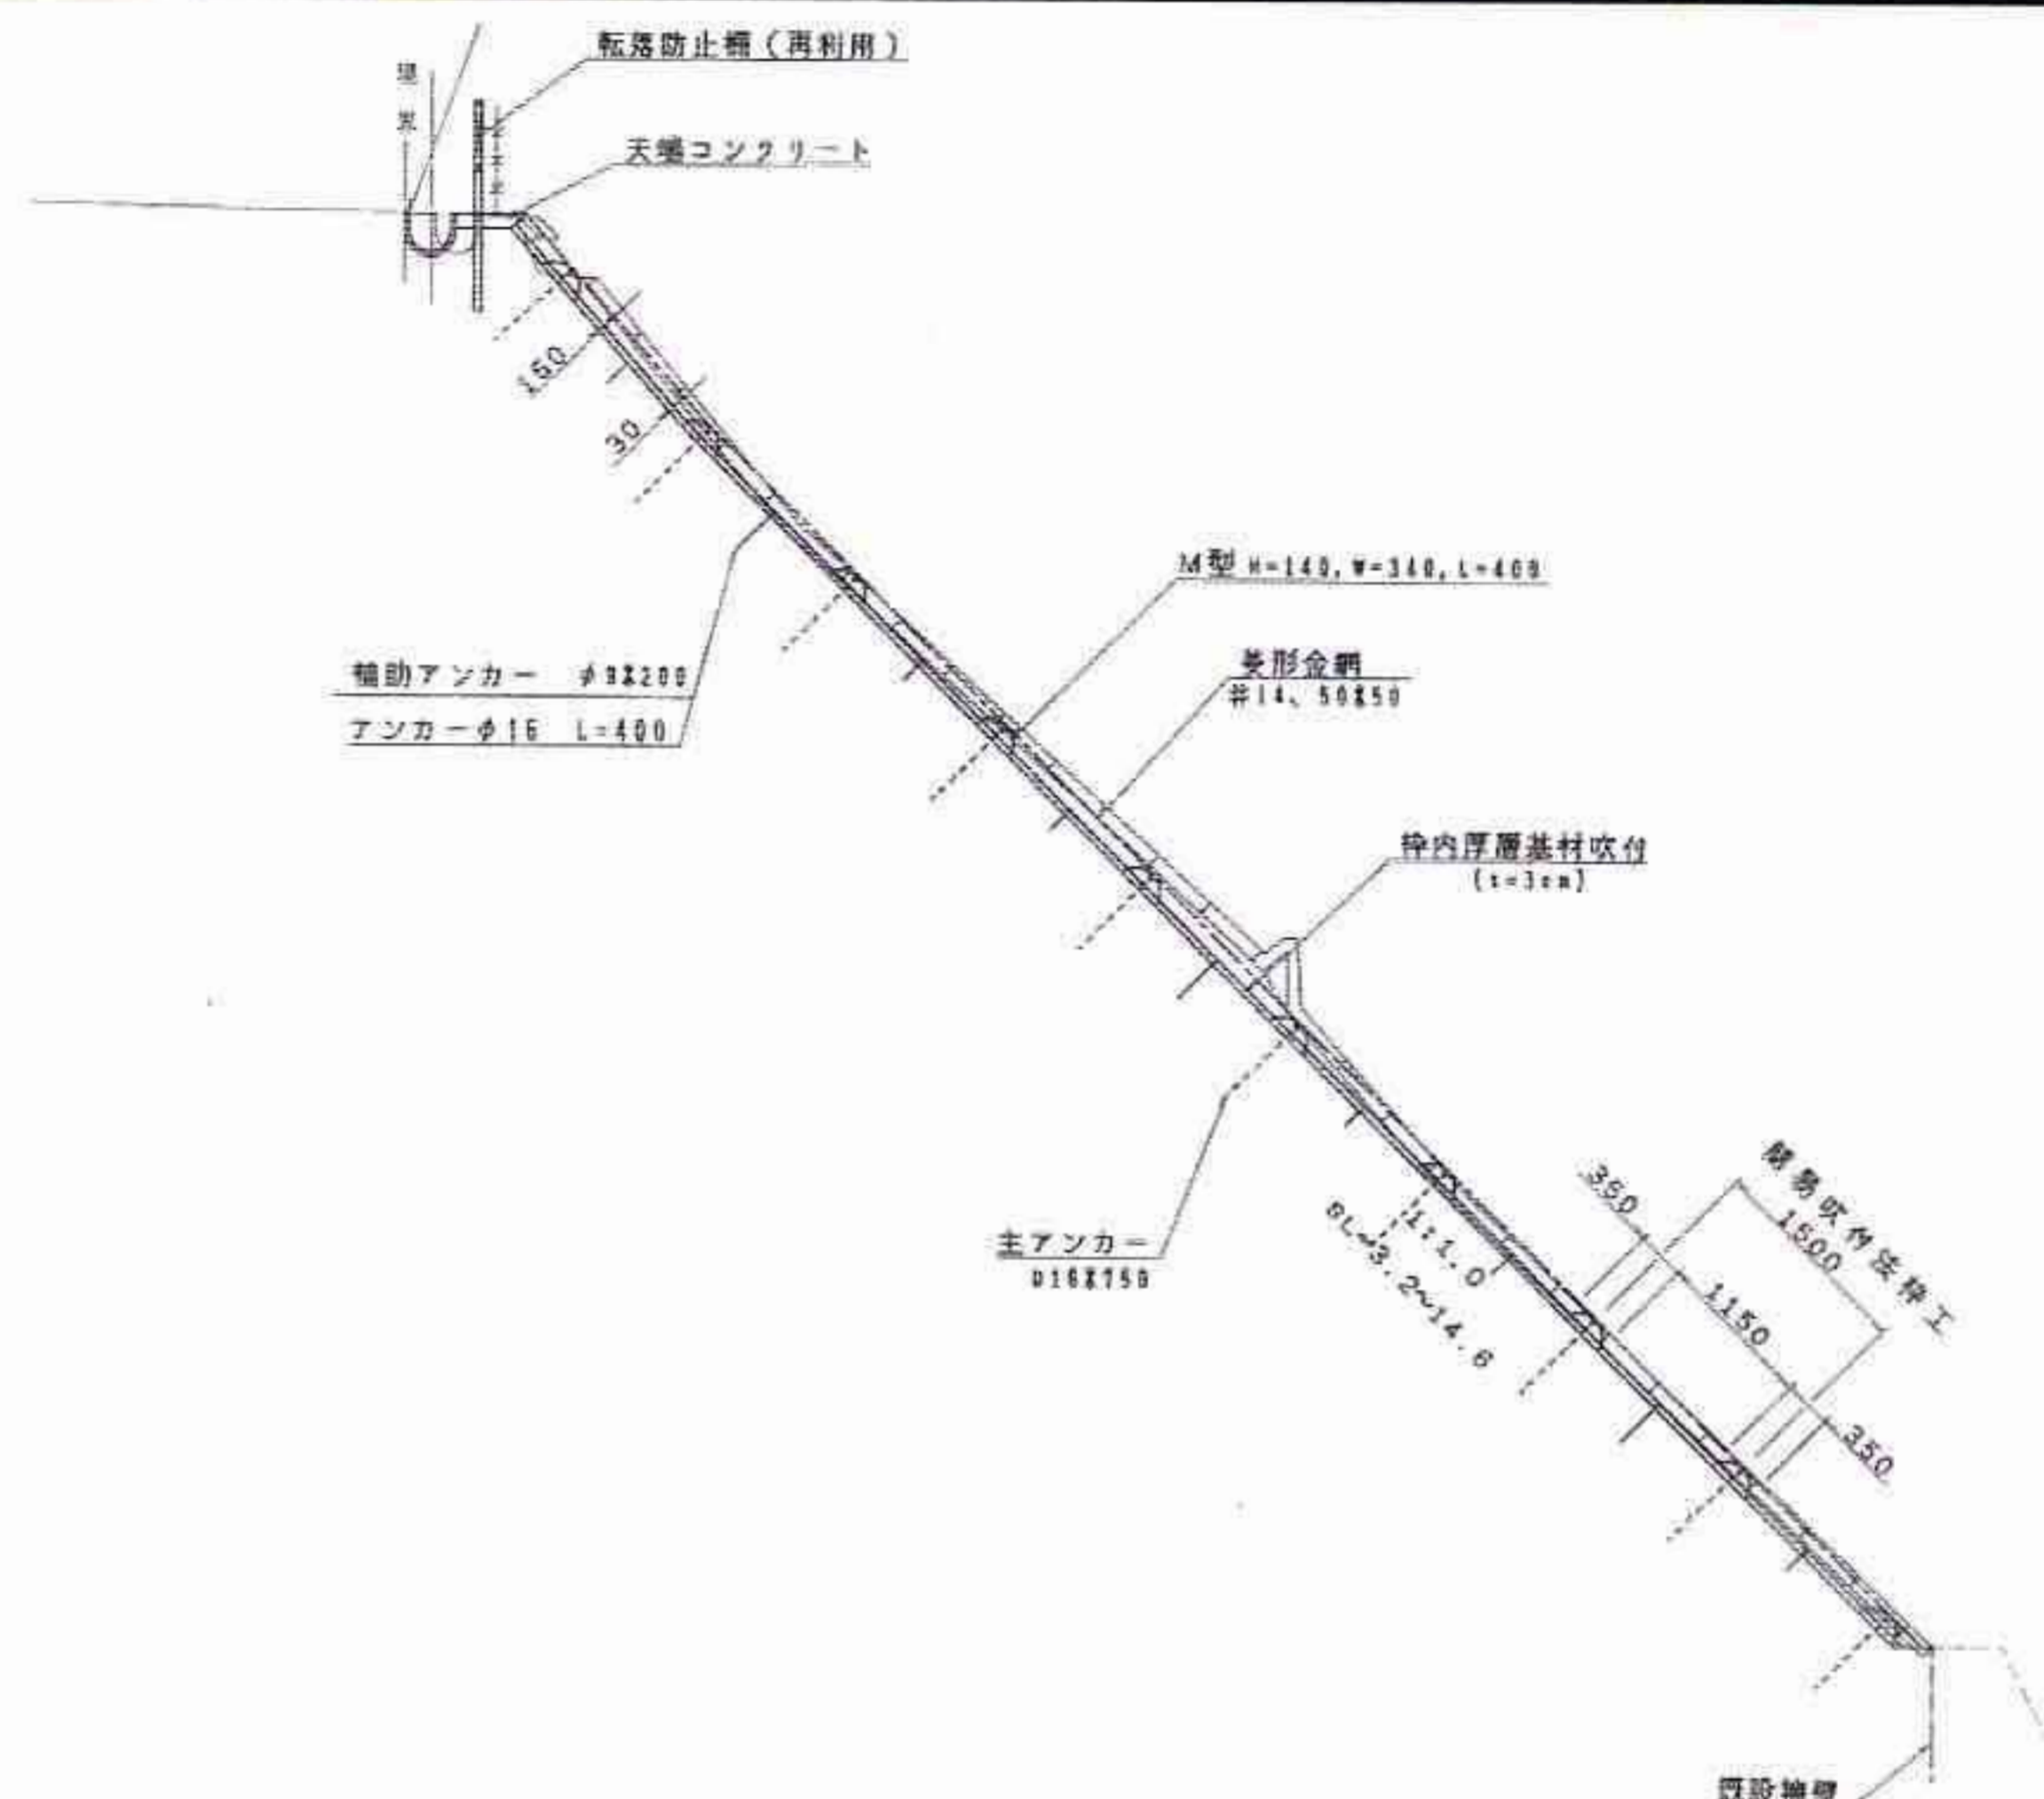 転落防止柵（再利用）
天端コンクリート
150
30
M型 H=140, W=340, L=400
補助アンカー φ9X200
アンカーφ16 L=400
菱形金網
#14、50X50
枠内厚層基材吹付
(t=3cm)
主アンカー
D16X750
1:1.0
SL=3.2～14.6
簡易吹付法枠工
1500
350
1150
350
既設擁壁